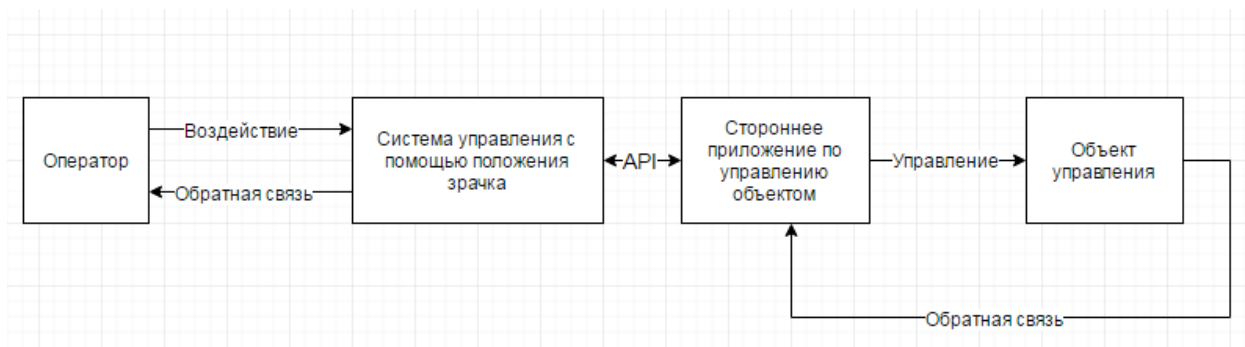 Оператор
Воздействие
Обратная связь
Система управления с
помощью положения
зрачка
API
Стороннее
приложение по
управлению
объектом
Управление
Объект
управления
Обратная связь